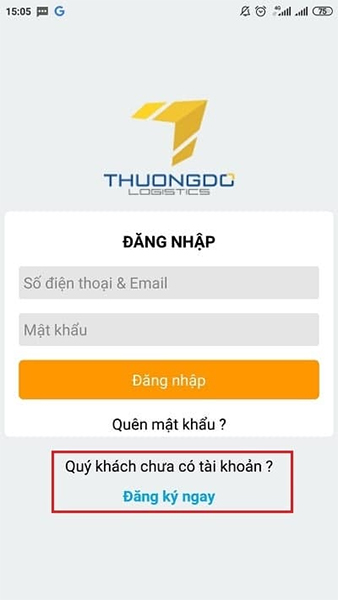 15:05
4G
75
THUONGDO
LOGISTICS
ĐĂNG NHẬP
Số điện thoại & Email
Mật khẩu
Đăng nhập
Quên mật khẩu ?
Quý khách chưa có tài khoản ?
Đăng ký ngay